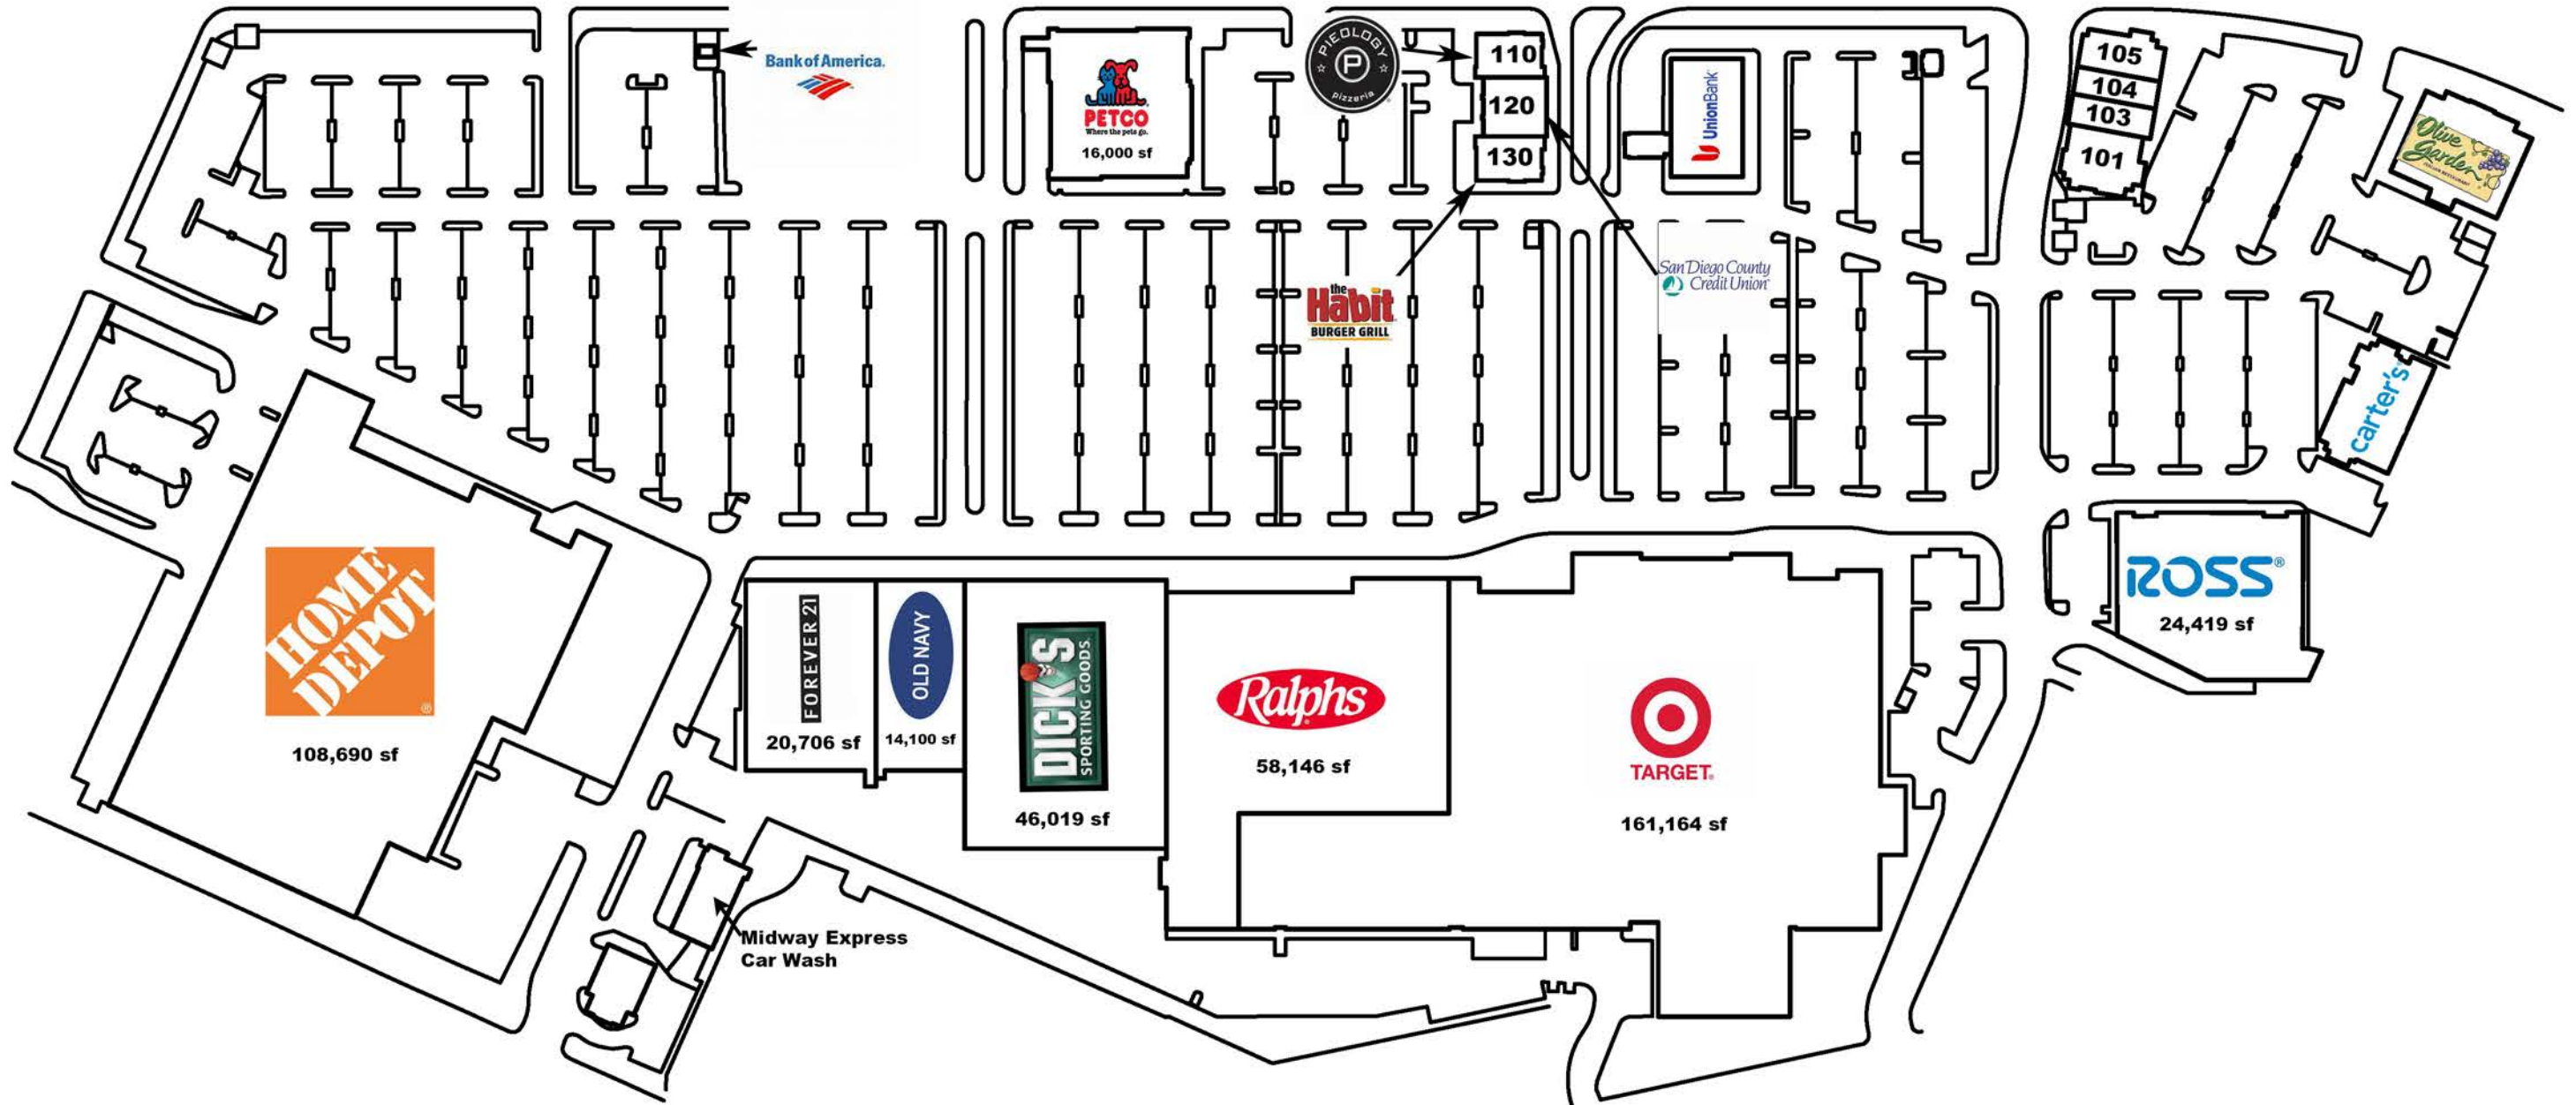 Bank of America.
PETCO
Where the pets go.
16,000 sf
PIEOLOGY
P
pizzeria
110
120
130
UnionBank
105
104
103
101
Olive
Garden
San Diego County
Credit Union
the
Habit
BURGER GRILL
carter's
HOME
DEPOT
108,690 sf
FOREVER 21
20,706 sf
OLD NAVY
14,100 sf
DICK'S
SPORTING GOODS
46,019 sf
Ralphs
58,146 sf
TARGET
161,164 sf
ROSS
24,419 sf
Midway Express
Car Wash